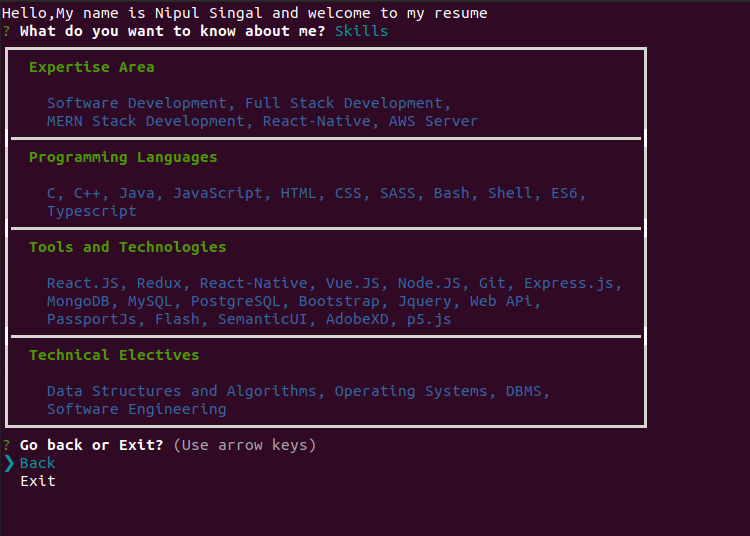 Hello,My name is Nipul Singal and welcome to my resume
? What do you want to know about me? Skills
Expertise Area
Software Development, Full Stack Development,
MERN Stack Development, React-Native, AWS Server
Programming Languages
C, C++, Java, JavaScript, HTML, CSS, SASS, Bash, Shell, ES6,
Typescript
Tools and Technologies
React.JS, Redux, React-Native, Vue.JS, Node.JS, Git, Express.js,
MongoDB, MySQL, PostgreSQL, Bootstrap, Jquery, Web APi,
PassportJs, Flash, SemanticUI, AdobeXD, p5.js
Technical Electives
Data Structures and Algorithms, Operating Systems, DBMS,
Software Engineering
? Go back or Exit? (Use arrow keys)
❯ Back
Exit